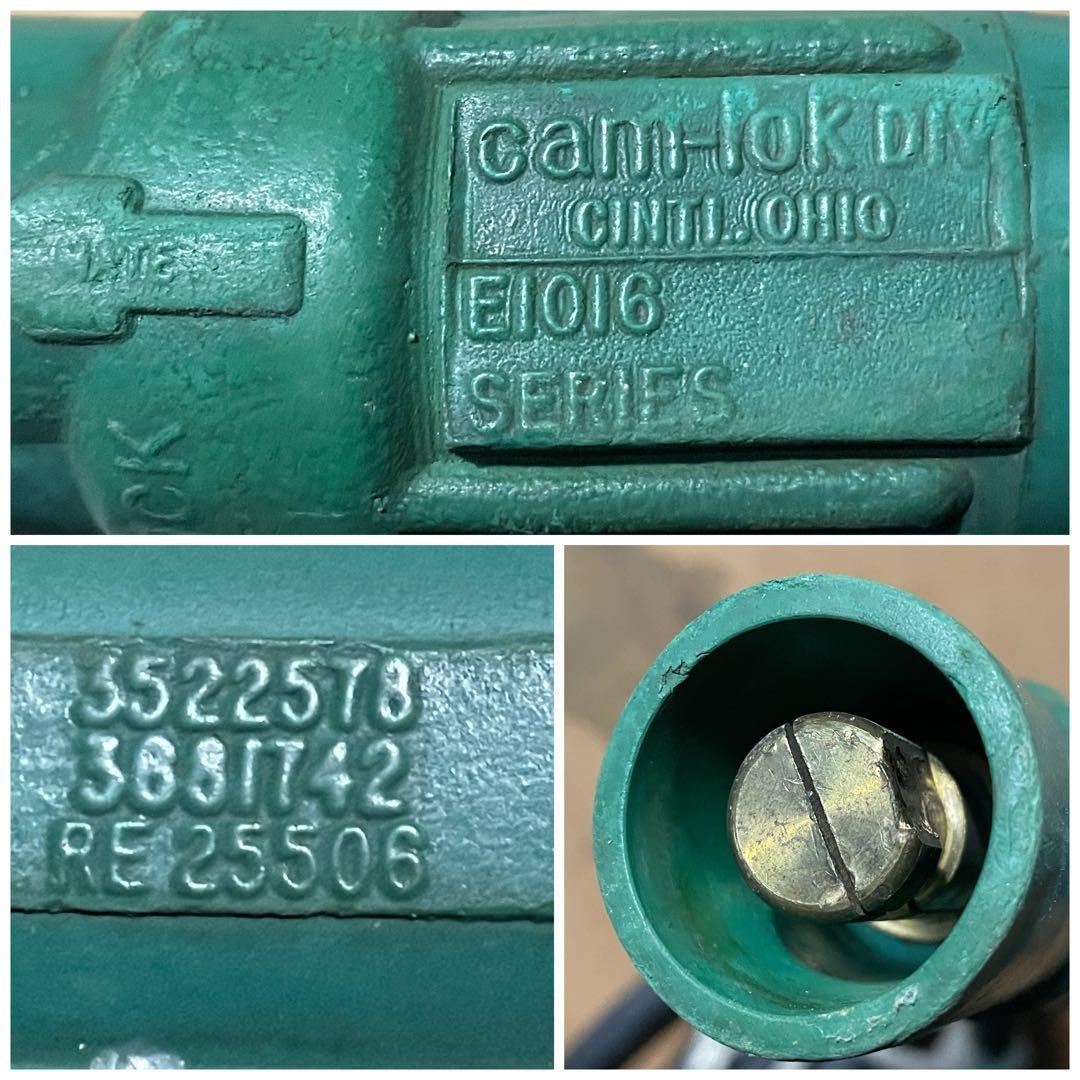 cam-lok DIV
CINTI. OHIO
E1016
SERIES
3522578
3681742
RE 25506